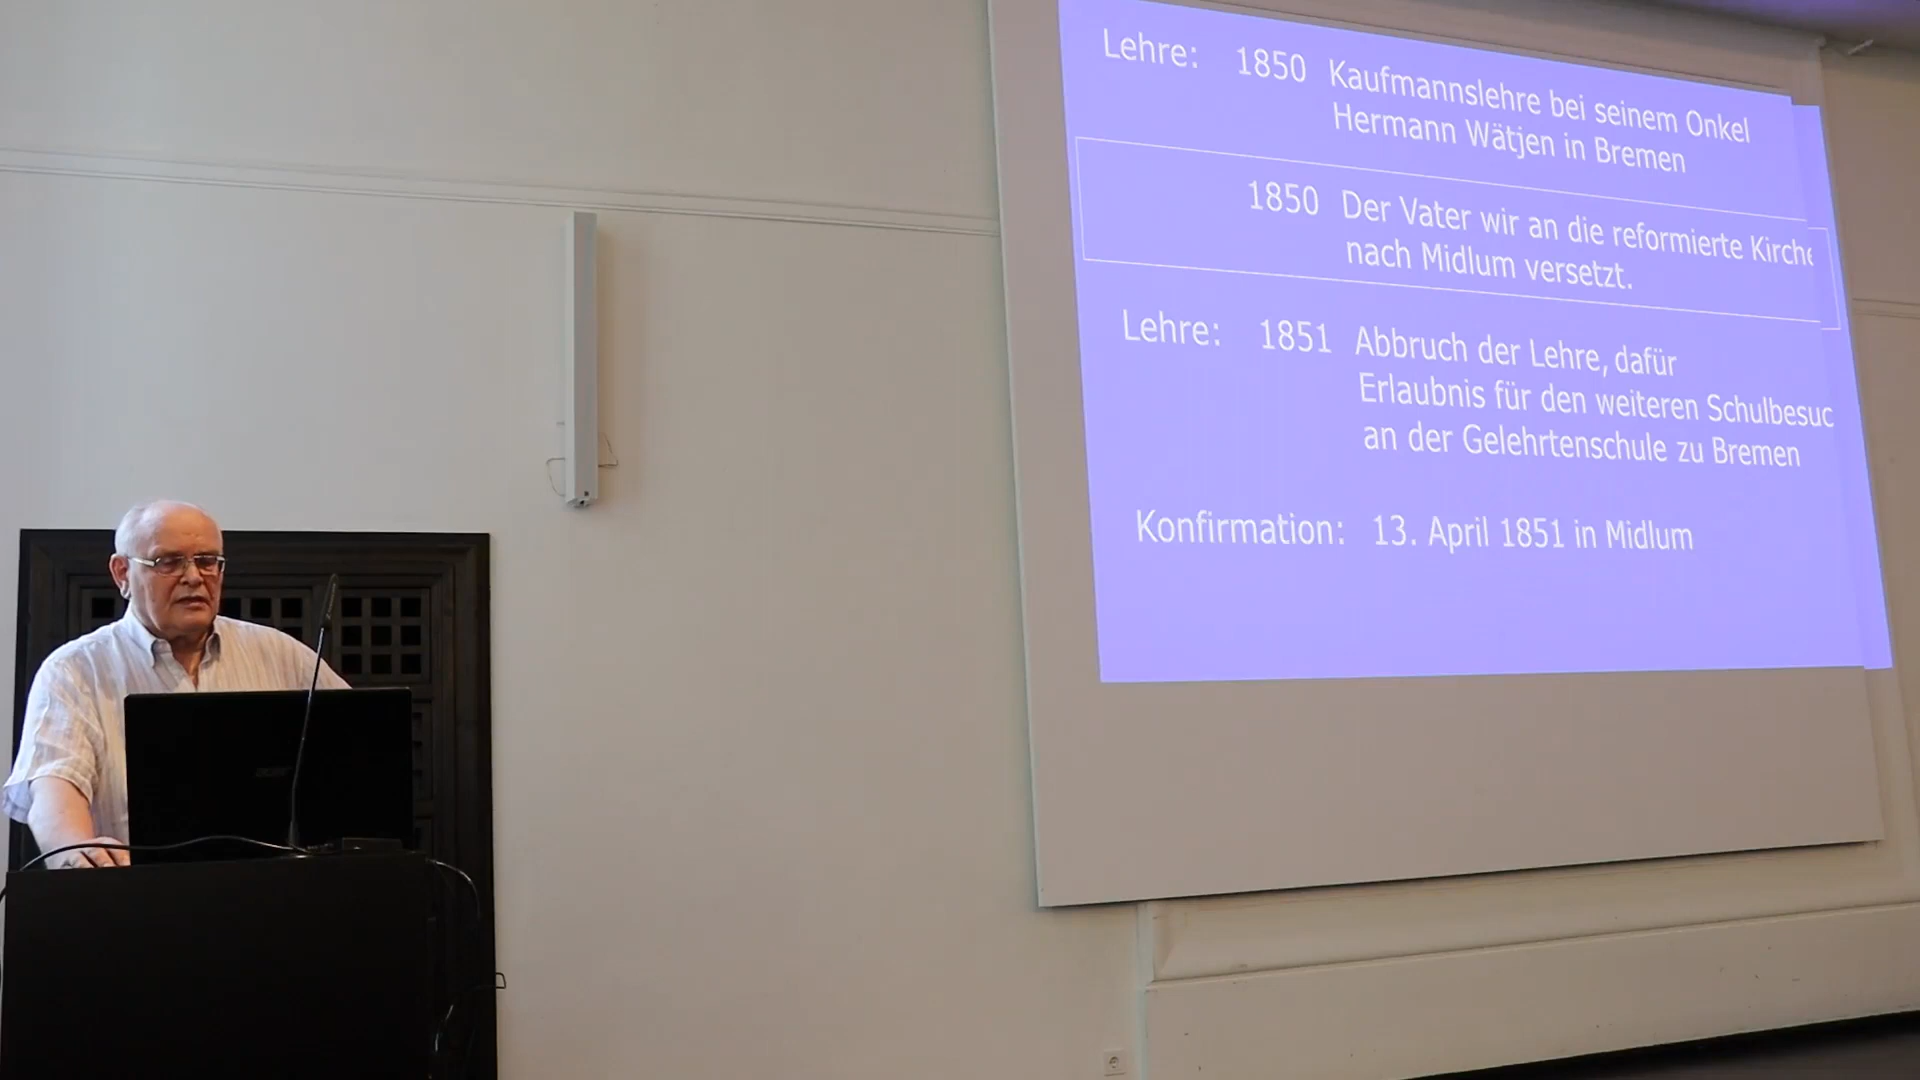 Lehre: 1850 Kaufmannslehre bei seinem Onkel
Hermann Wätjen in Bremen
1850 Der Vater wir an die reformierte Kirche
nach Midlum versetzt.
Lehre: 1851 Abbruch der Lehre, dafür
Erlaubnis für den weiteren Schulbesuc
an der Gelehrtenschule zu Bremen
Konfirmation: 13. April 1851 in Midlum
acer